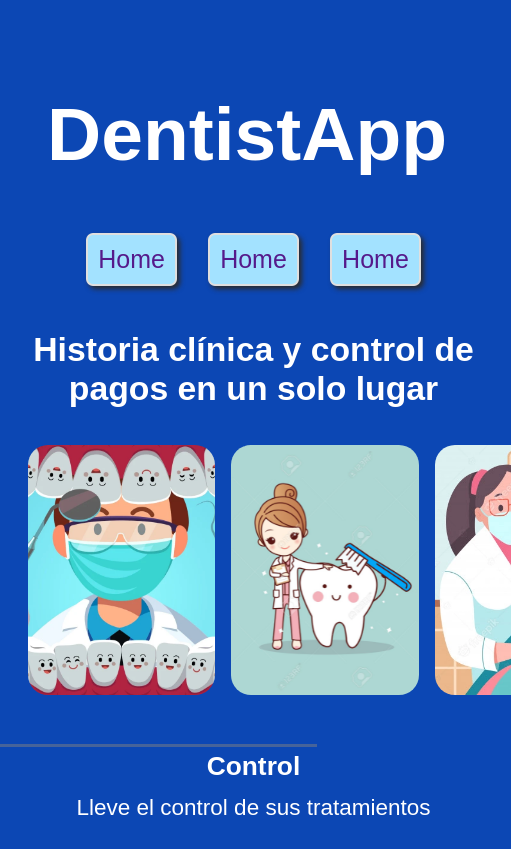 DentistApp
Home Home Home
Historia clínica y control de
pagos en un solo lugar
Control
Lleve el control de sus tratamientos